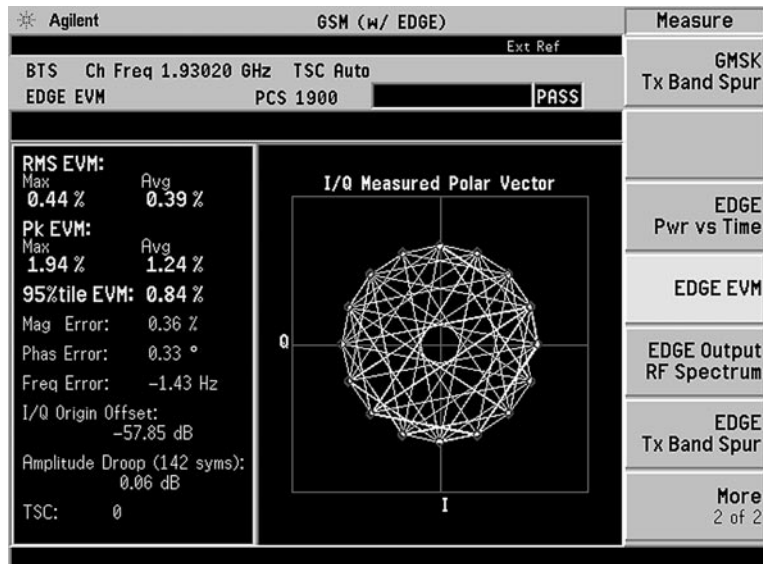 Agilent GSM (w/ EDGE) Measure
Ext Ref
BTS Ch Freq 1.93020 GHz TSC Auto
EDGE EVM PCS 1900 PASS
RMS EVM:
Max Avg
0.44 % 0.39 %
Pk EVM:
Max Avg
1.94 % 1.24 %
95%tile EVM: 0.84 %
Mag Error: 0.36 %
Phas Error: 0.33 °
Freq Error: -1.43 Hz
I/Q Origin Offset:
-57.85 dB
Amplitude Droop (142 syms):
0.06 dB
TSC: 0
I/Q Measured Polar Vector
Q
I
GMSK
Tx Band Spur
EDGE
Pwr vs Time
EDGE EVM
EDGE Output
RF Spectrum
EDGE
Tx Band Spur
More
2 of 2